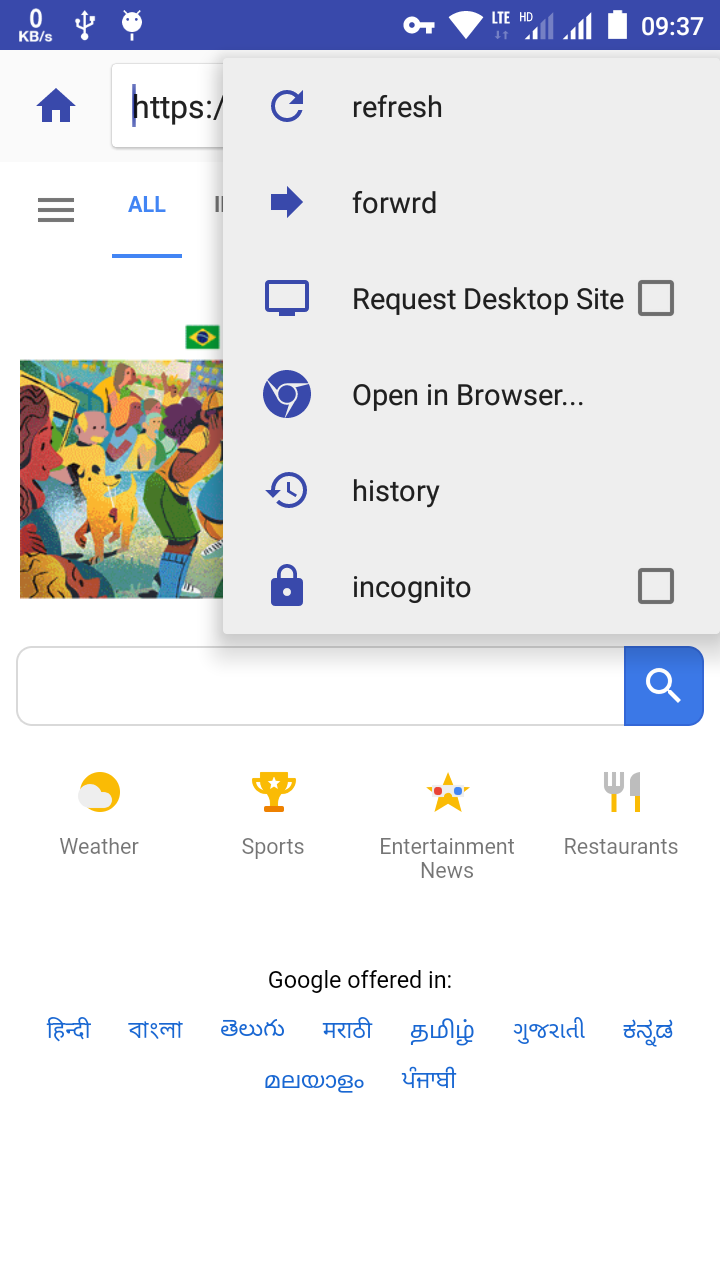 0
KB/s
LTE
HD
09:37
https:/
refresh
ALL
forwrd
Request Desktop Site
Open in Browser...
history
incognito
Weather
Sports
Entertainment
News
Restaurants
Google offered in:
हिन्दी বাংলা తెలుగు मराठी தமிழ் ગુજરાતી ಕನ್ನಡ
മലയാളം ਪੰਜਾਬੀ